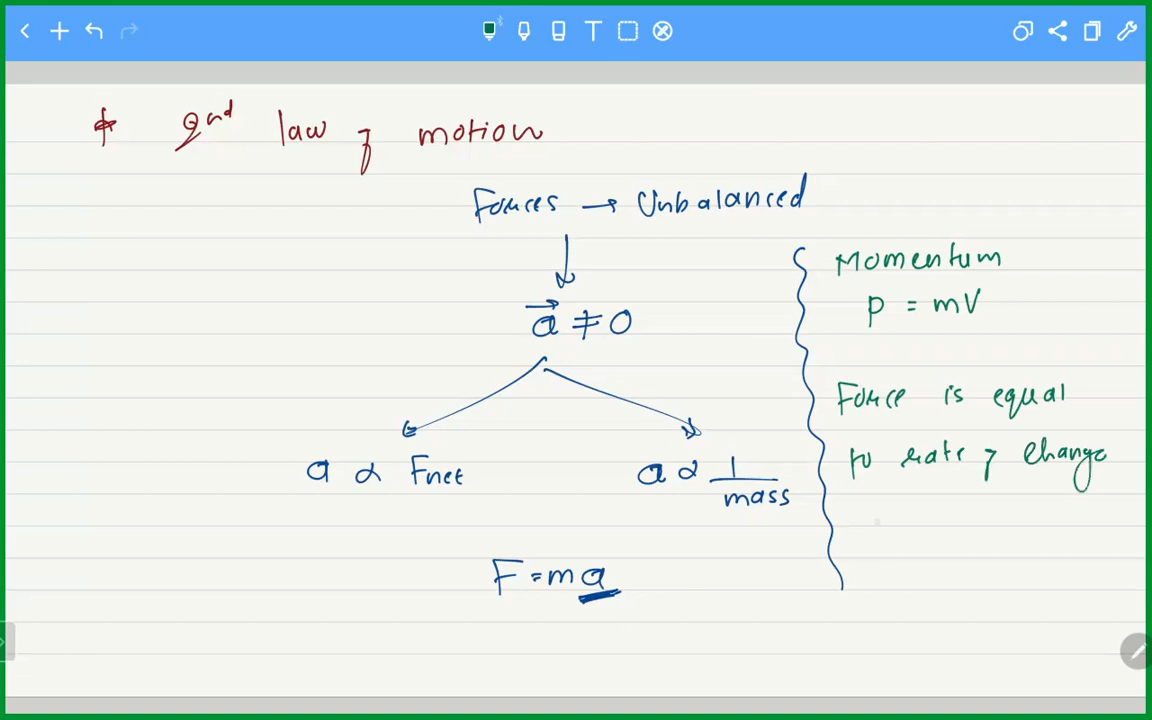 * 2nd law of motion
Forces → Unbalanced
a ≠ 0
a ∝ Fnet
a ∝ 1/mass
F = ma
Momentum
p = mv
Force is equal
to rate of change